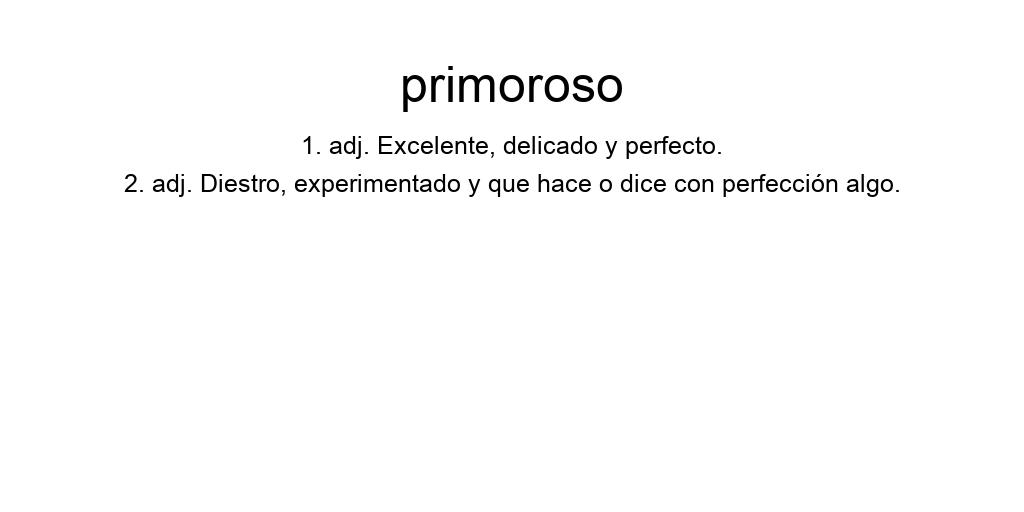 primoroso
1. adj. Excelente, delicado y perfecto.
2. adj. Diestro, experimentado y que hace o dice con perfección algo.